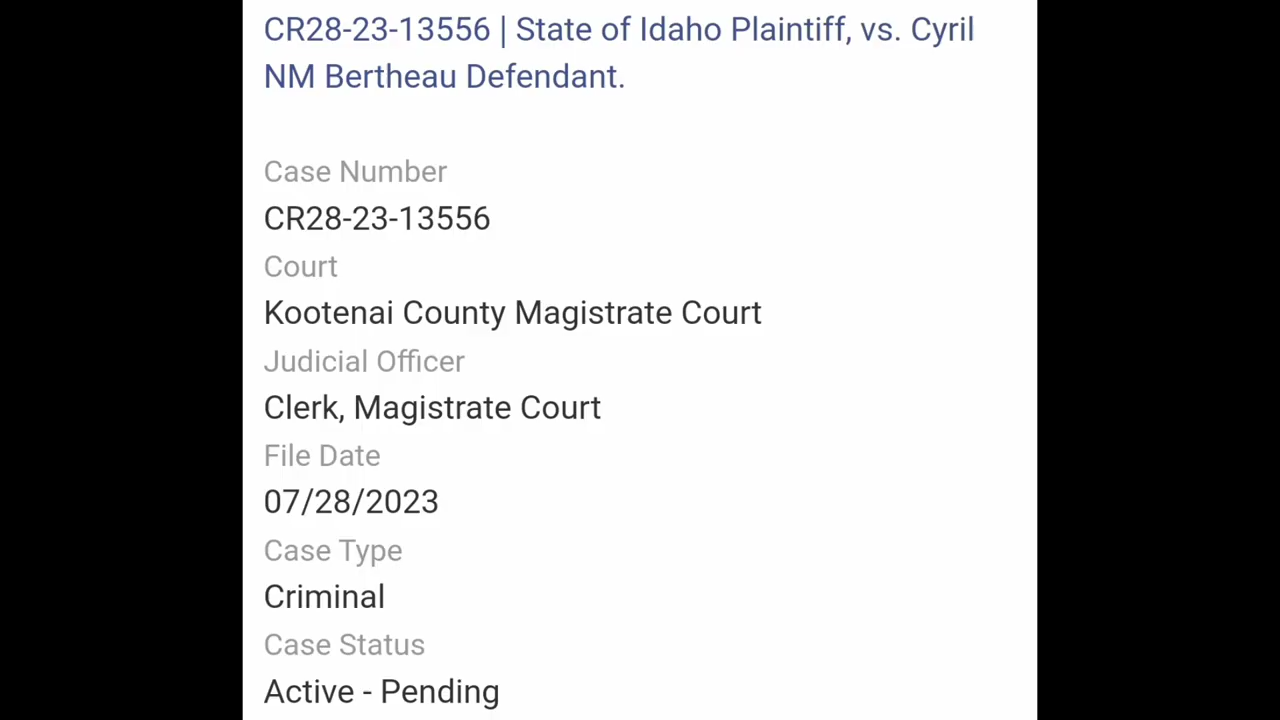 CR28-23-13556 | State of Idaho Plaintiff, vs. Cyril
NM Bertheau Defendant.
Case Number
CR28-23-13556
Court
Kootenai County Magistrate Court
Judicial Officer
Clerk, Magistrate Court
File Date
07/28/2023
Case Type
Criminal
Case Status
Active - Pending